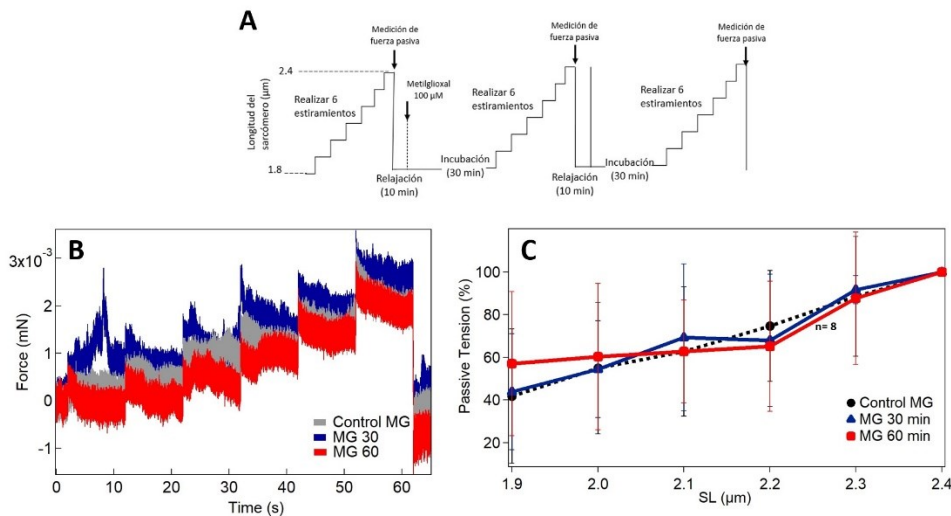 A
Longitud del
sarcómero (µm)
2.4
1.8
Realizar 6
estiramientos
Medición de
fuerza pasiva
Metilglioxal
100 µM
Relajación
(10 min)
Incubación
(30 min)
Realizar 6
estiramientos
Medición de
fuerza pasiva
Relajación
(10 min)
Incubación
(30 min)
Realizar 6
estiramientos
Medición de
fuerza pasiva
B
Force (mN)
3x10⁻³
2
1
0
-1
0 10 20 30 40 50 60
Time (s)
Control MG
MG 30
MG 60
C
Passive Tension (%)
100
80
60
40
20
1.9 2.0 2.1 2.2 2.3 2.4
SL (µm)
n= 8
Control MG
MG 30 min
MG 60 min